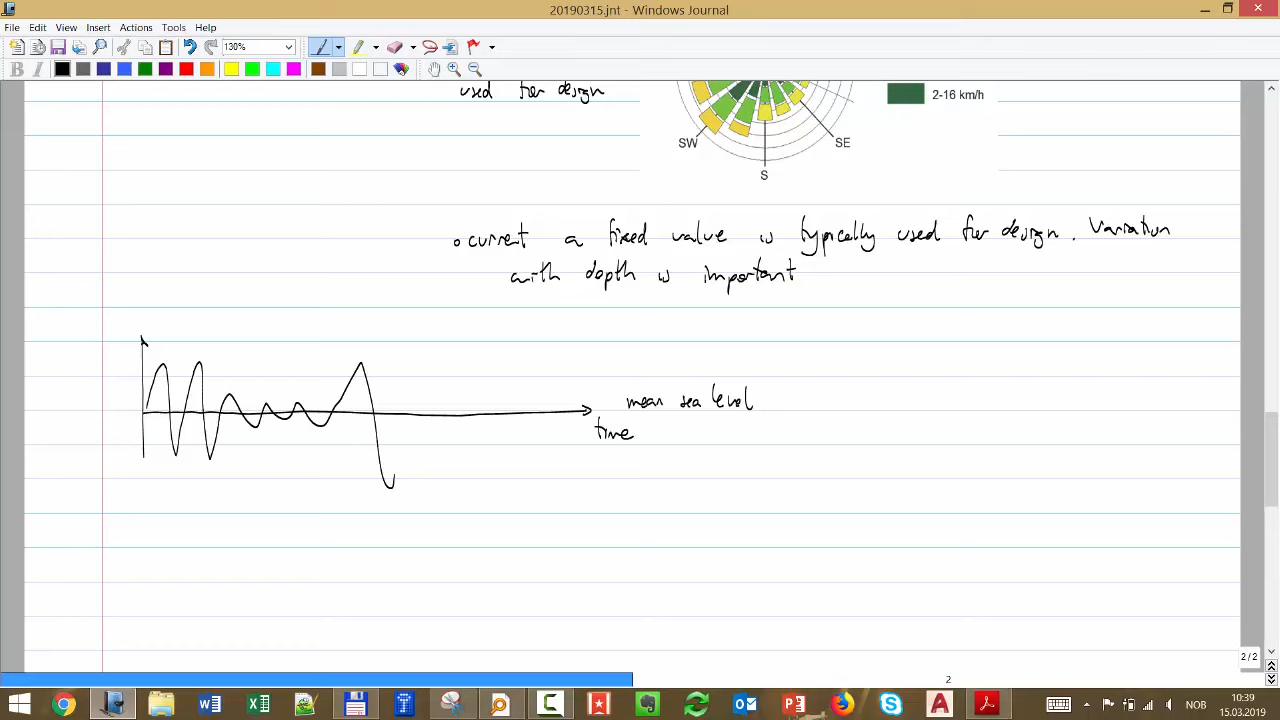 20190315.jnt - Windows Journal
File Edit View Insert Actions Tools Help
130%
B I
used for design
2-16 km/h
SW
SE
S
current a fixed value is typically used for design. Variation
with depth is important
mean sea level
time
2/2
2
NOB
10:39
15.03.2019